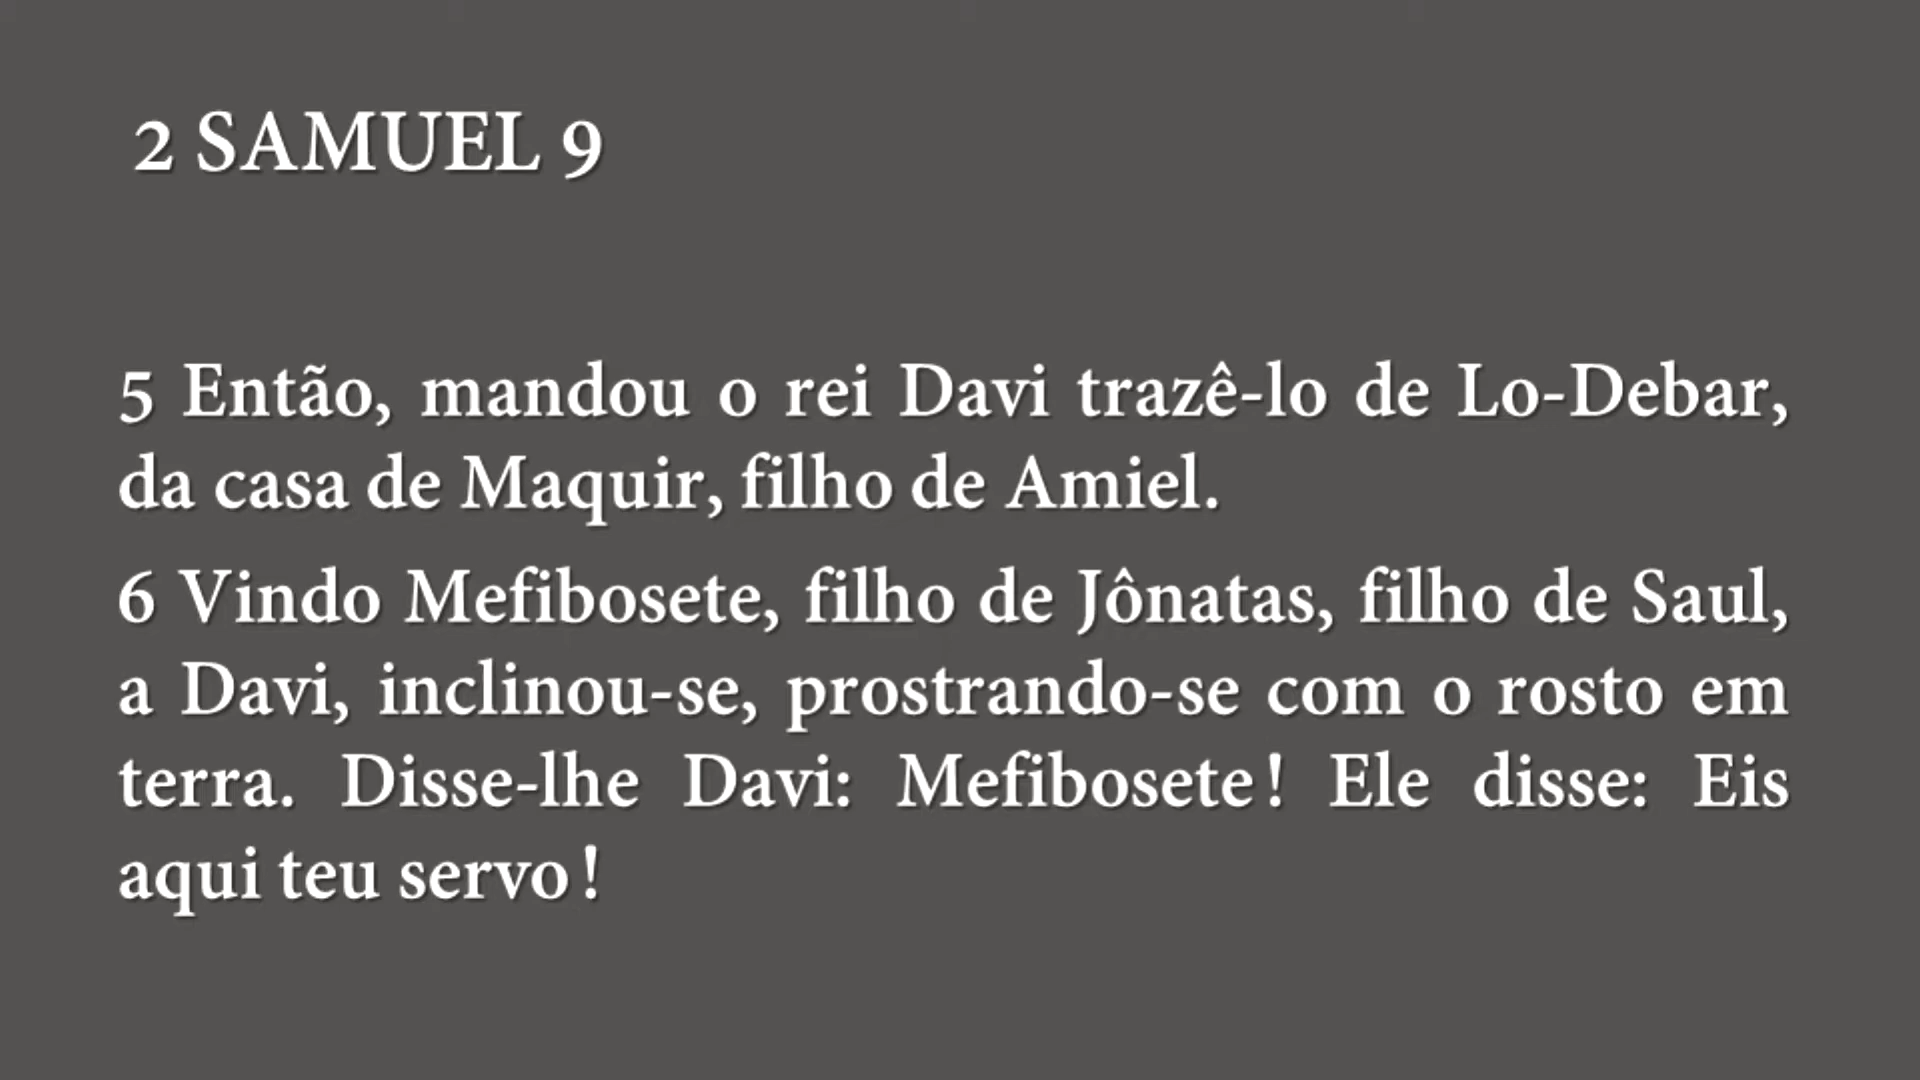 2 SAMUEL 9
5 Então, mandou o rei Davi trazê-lo de Lo-Debar,
da casa de Maquir, filho de Amiel.
6 Vindo Mefibosete, filho de Jônatas, filho de Saul,
a Davi, inclinou-se, prostrando-se com o rosto em
terra. Disse-lhe Davi: Mefibosete! Ele disse: Eis
aqui teu servo!